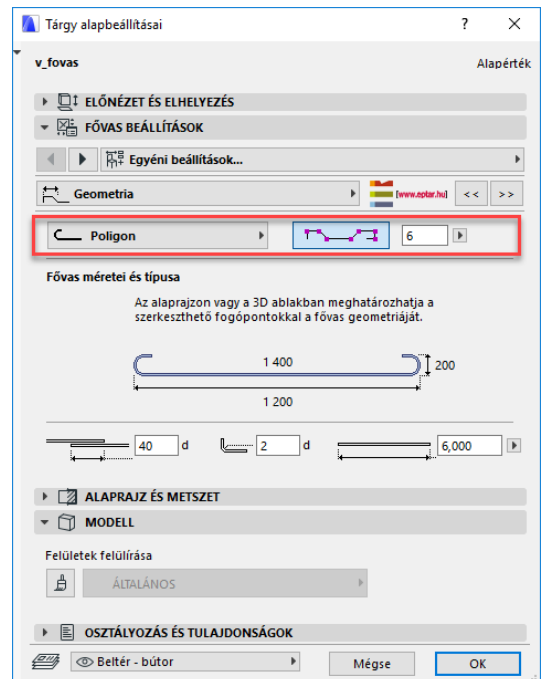 Tárgy alapbeállításai ? ×
v_fovas Alapérték
ELŐNÉZET ÉS ELHELYEZÉS
FŐVAS BEÁLLÍTÁSOK
Egyéni beállítások...
Geometria [www.eptar.hu] << >>
Poligon 6
Fővas méretei és típusa
Az alaprajzon vagy a 3D ablakban meghatározhatja a
szerkeszthető fogópontokkal a fővas geometriáját.
1 400
200
1 200
40 d 2 d 6,000
ALAPRAJZ ÉS METSZET
MODELL
Felületek felülírása
ÁLTALÁNOS
OSZTÁLYOZÁS ÉS TULAJDONSÁGOK
Beltér - bútor Mégse OK